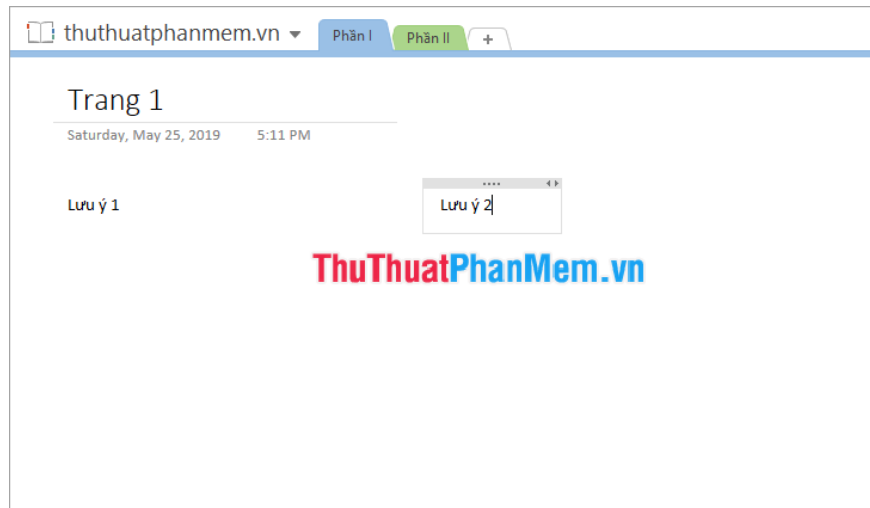 thuthuatphanmem.vn
Phần I
Phần II
+
Trang 1
Saturday, May 25, 2019 5:11 PM
Lưu ý 1
Lưu ý 2
ThuThuatPhanMem.vn